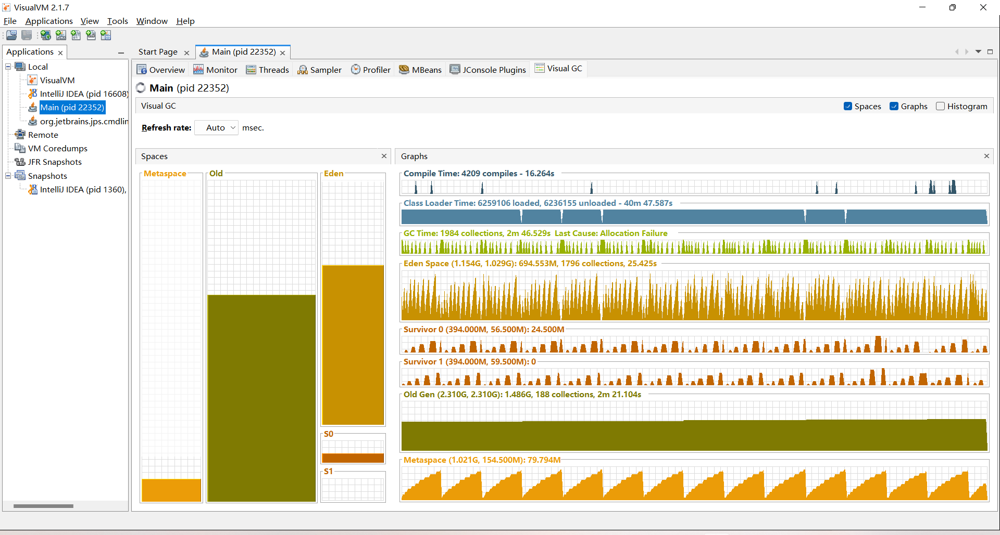 VisualVM 2.1.7
File Applications View Tools Window Help
Applications
Start Page
Main (pid 22352)
Local
VisualVM
IntelliJ IDEA (pid 16608)
Main (pid 22352)
org.jetbrains.jps.cmdlin
Remote
VM Coredumps
JFR Snapshots
Snapshots
IntelliJ IDEA (pid 1360),
Overview Monitor Threads Sampler Profiler MBeans JConsole Plugins Visual GC
Main (pid 22352)
Visual GC
Spaces Graphs Histogram
Refresh rate: Auto msec.
Spaces
Metaspace
Old
Eden
S0
S1
Graphs
Compile Time: 4209 compiles - 16.264s
Class Loader Time: 6259106 loaded, 6236155 unloaded - 40m 47.587s
GC Time: 1984 collections, 2m 46.529s Last Cause: Allocation Failure
Eden Space (1.154G, 1.029G): 694.553M, 1796 collections, 25.425s
Survivor 0 (394.000M, 56.500M): 24.500M
Survivor 1 (394.000M, 59.500M): 0
Old Gen (2.310G, 2.310G): 1.486G, 188 collections, 2m 21.104s
Metaspace (1.021G, 154.500M): 79.794M